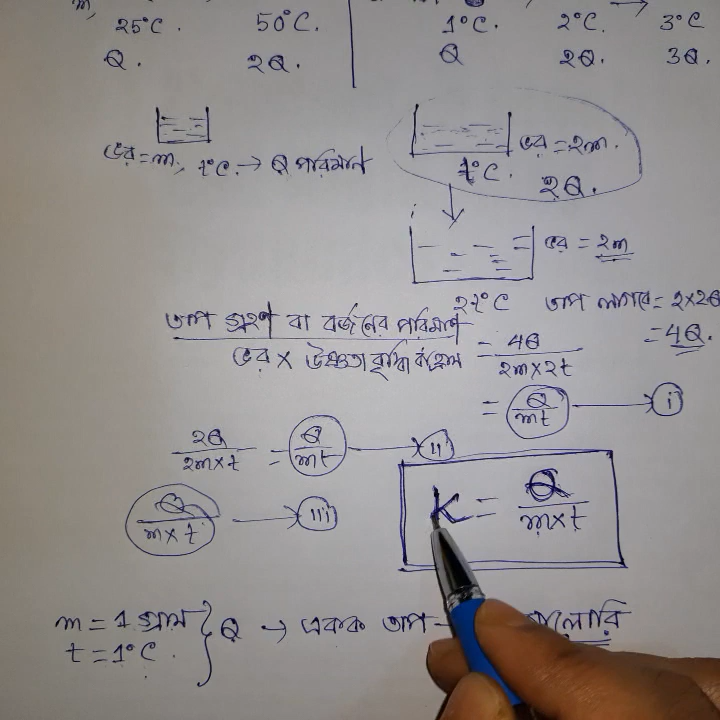 m,
25°C. 50°C. 1°C. 2°C. 3°C
Q. 2Q. Q 2Q. 3Q.
ভর=m, 1°C. → Q পরিমাণ
ভর = 2m.
1°C. 2Q.
ভর = 2m
2t°C তাপ লাগবে = 2×2Q
= 4Q.
তাপ গ্রহণ বা বর্জনের পরিমাণ
ভর × উষ্ণতা বৃদ্ধি বা হ্রাস
= 4Q / 2m×2t
= Q / mt → i
2Q / 2m×t = Q / mt → ii
Q / m×t → iii
K = Q / m×t
m = 1 গ্রাম
t = 1°C.
} Q → একক তাপ-